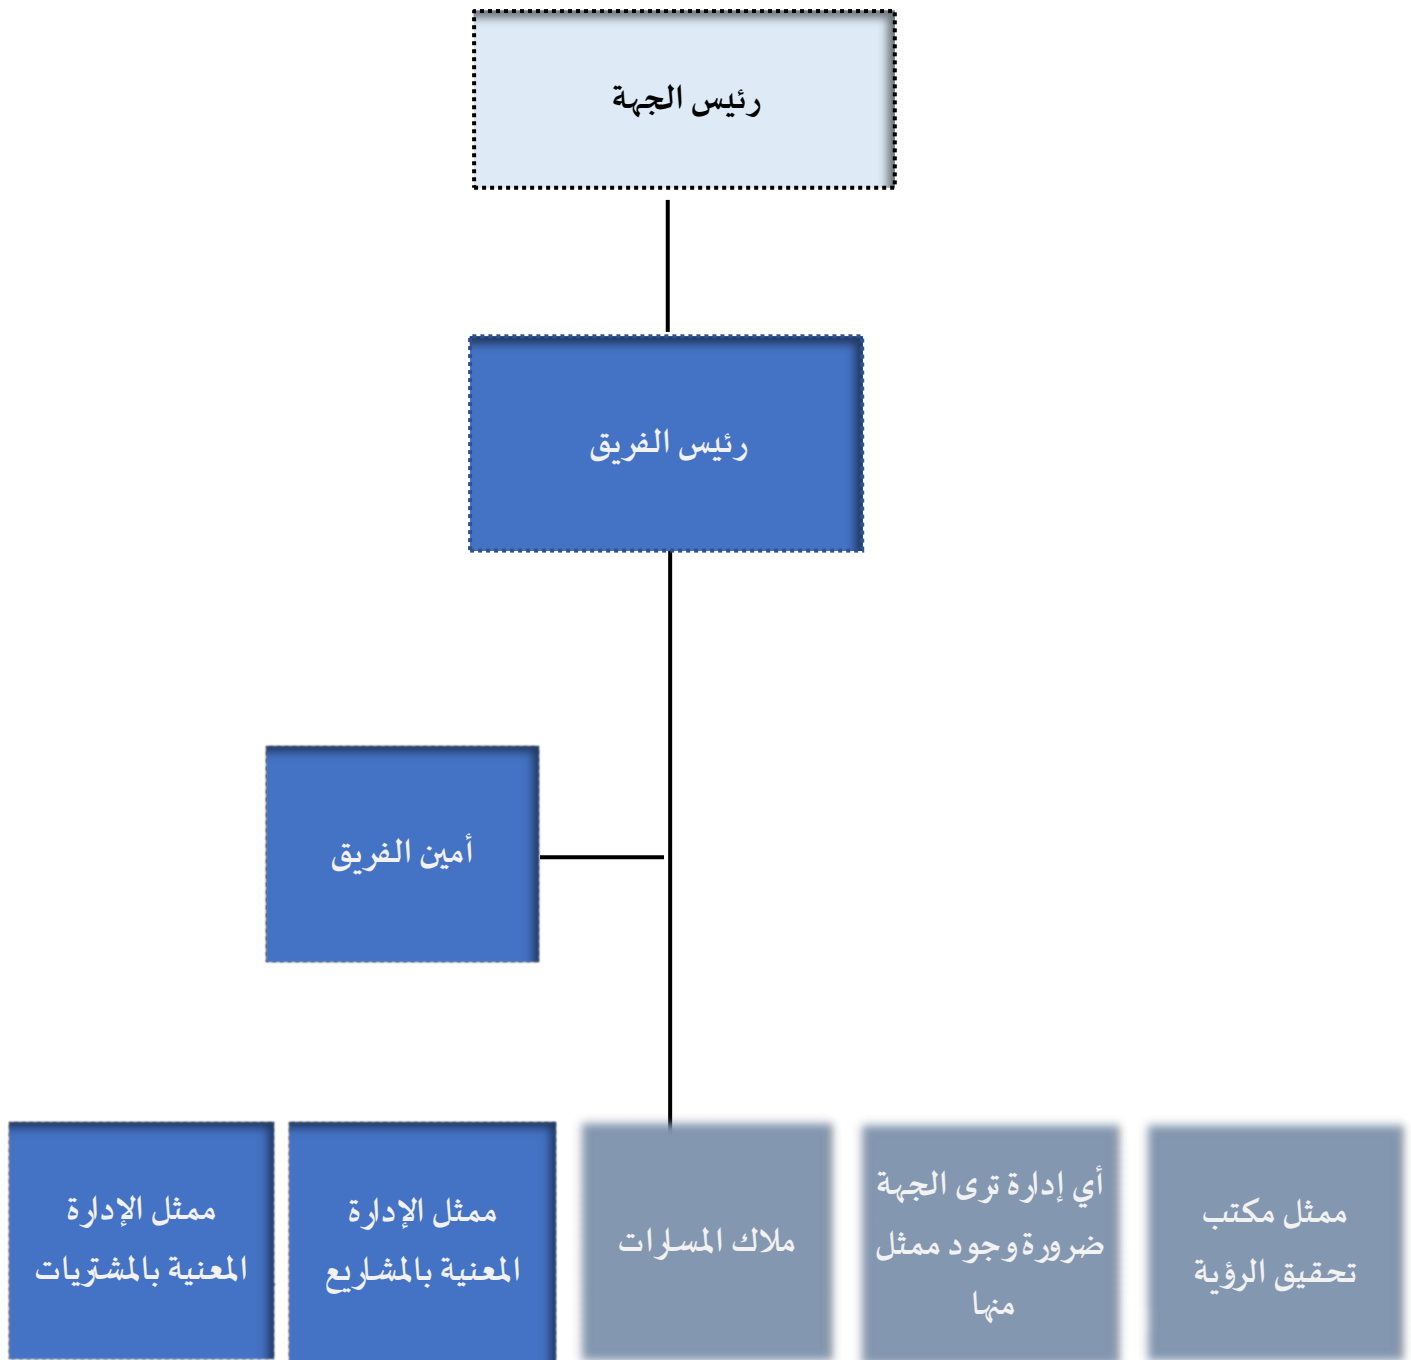 رئيس الجهة
رئيس الفريق
أمين الفريق
ممثل مكتب
تحقيق الرؤية
أي إدارة ترى الجهة
ضرورة وجود ممثل
منها
ملاك المسارات
ممثل الإدارة
المعنية بالمشاريع
ممثل الإدارة
المعنية بالمشتريات